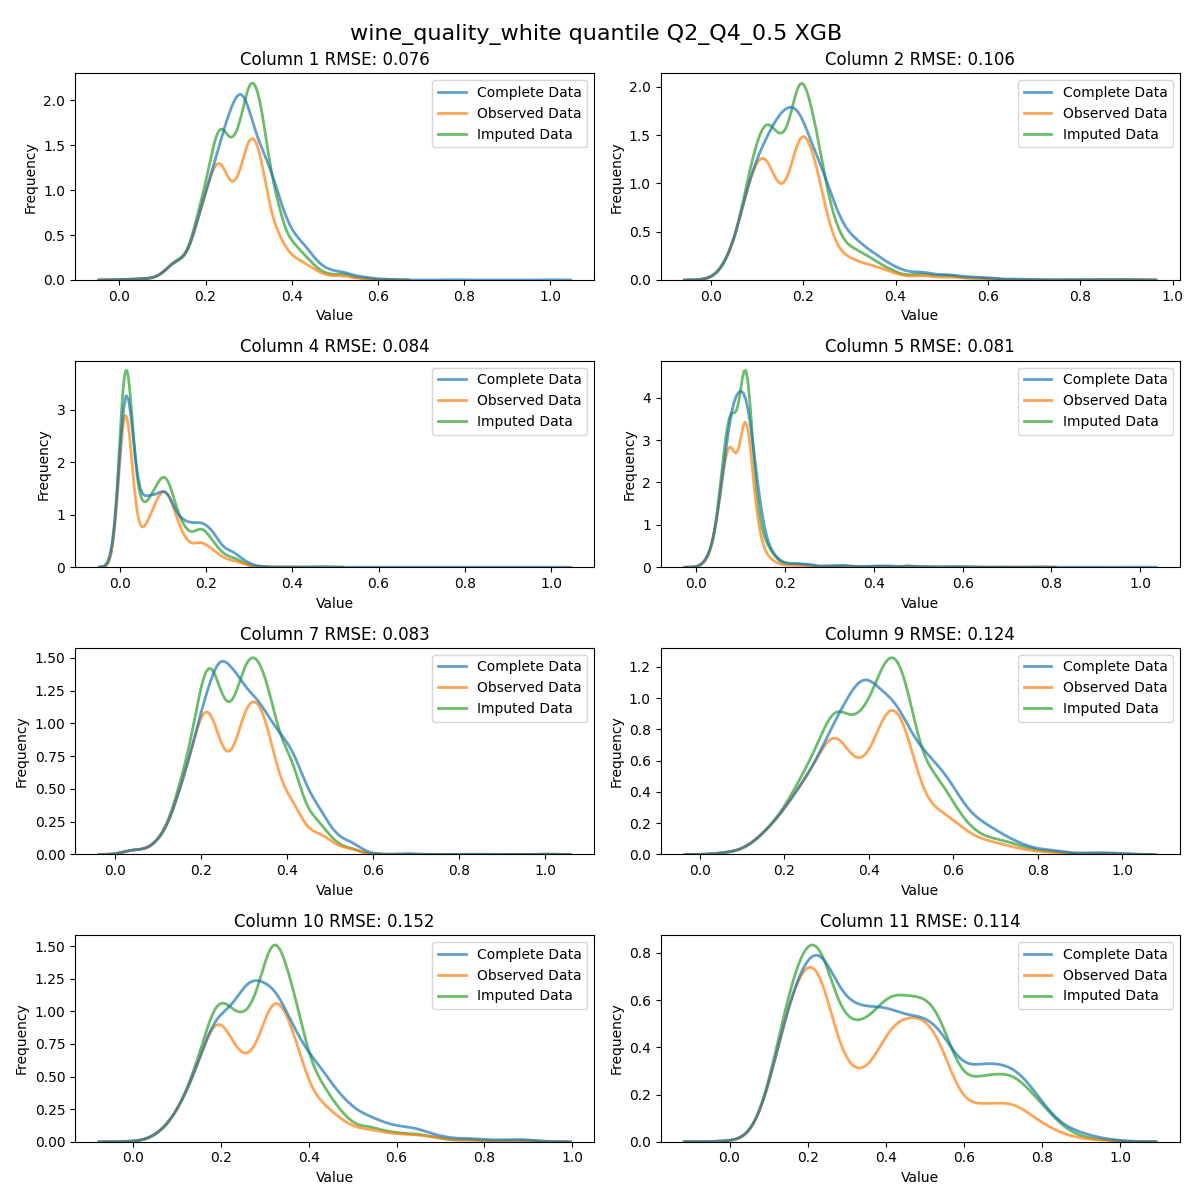 wine_quality_white quantile Q2_Q4_0.5 XGB
Column 1 RMSE: 0.076
Frequency
2.0
1.5
1.0
0.5
0.0
Complete Data
Observed Data
Imputed Data
0.0 0.2 0.4 0.6 0.8 1.0
Value
Column 2 RMSE: 0.106
Frequency
2.0
1.5
1.0
0.5
0.0
Complete Data
Observed Data
Imputed Data
0.0 0.2 0.4 0.6 0.8 1.0
Value
Column 4 RMSE: 0.084
Frequency
3
2
1
0
Complete Data
Observed Data
Imputed Data
0.0 0.2 0.4 0.6 0.8 1.0
Value
Column 5 RMSE: 0.081
Frequency
4
3
2
1
0
Complete Data
Observed Data
Imputed Data
0.0 0.2 0.4 0.6 0.8 1.0
Value
Column 7 RMSE: 0.083
Frequency
1.50
1.25
1.00
0.75
0.50
0.25
0.00
Complete Data
Observed Data
Imputed Data
0.0 0.2 0.4 0.6 0.8 1.0
Value
Column 9 RMSE: 0.124
Frequency
1.2
1.0
0.8
0.6
0.4
0.2
0.0
Complete Data
Observed Data
Imputed Data
0.0 0.2 0.4 0.6 0.8 1.0
Value
Column 10 RMSE: 0.152
Frequency
1.50
1.25
1.00
0.75
0.50
0.25
0.00
Complete Data
Observed Data
Imputed Data
0.0 0.2 0.4 0.6 0.8 1.0
Value
Column 11 RMSE: 0.114
Frequency
0.8
0.6
0.4
0.2
0.0
Complete Data
Observed Data
Imputed Data
0.0 0.2 0.4 0.6 0.8 1.0
Value